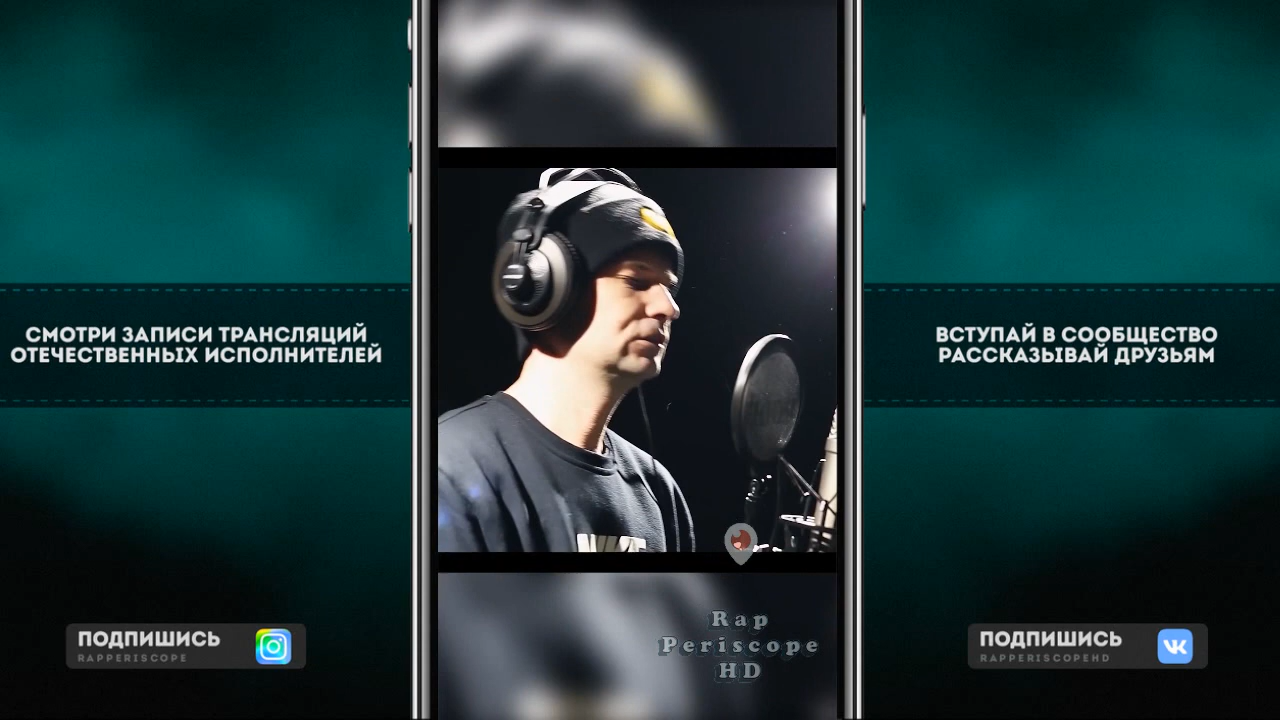 СМОТРИ ЗАПИСИ ТРАНСЛЯЦИЙ
ОТЕЧЕСТВЕННЫХ ИСПОЛНИТЕЛЕЙ
ПОДПИШИСЬ
RAPPERISCOPE
Rap
Periscope
HD
ВСТУПАЙ В СООБЩЕСТВО
РАССКАЗЫВАЙ ДРУЗЬЯМ
ПОДПИШИСЬ
RAPPERISCOPEHD